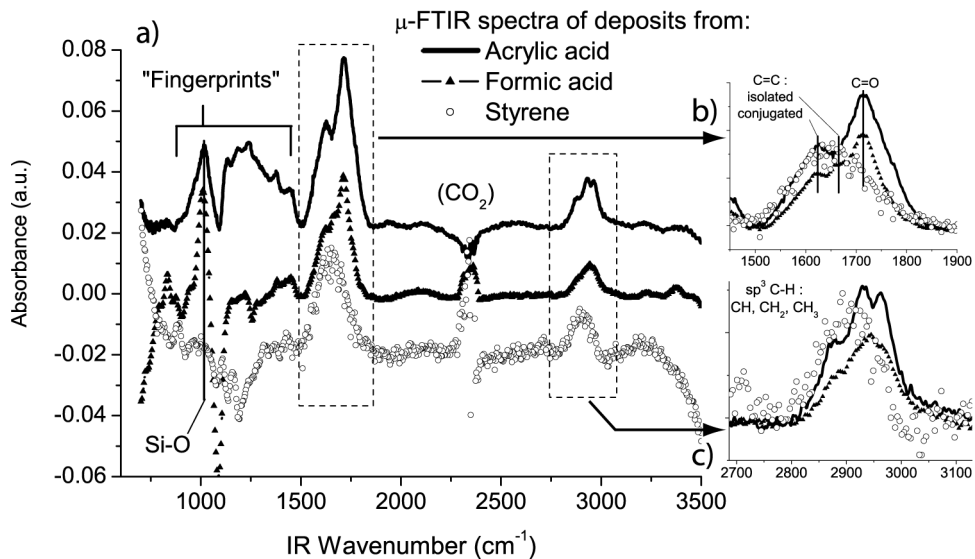 a)
μ-FTIR spectra of deposits from:
Acrylic acid
Formic acid
Styrene
"Fingerprints"
(CO₂)
Si-O
0.08
0.06
0.04
0.02
0.00
-0.02
-0.04
-0.06
Absorbance (a.u.)
1000 1500 2000 2500 3000 3500
IR Wavenumber (cm⁻¹)
b)
C=C :
isolated
conjugated
C=O
1500 1600 1700 1800 1900
sp³ C-H :
CH, CH₂, CH₃
c)
2700 2800 2900 3000 3100